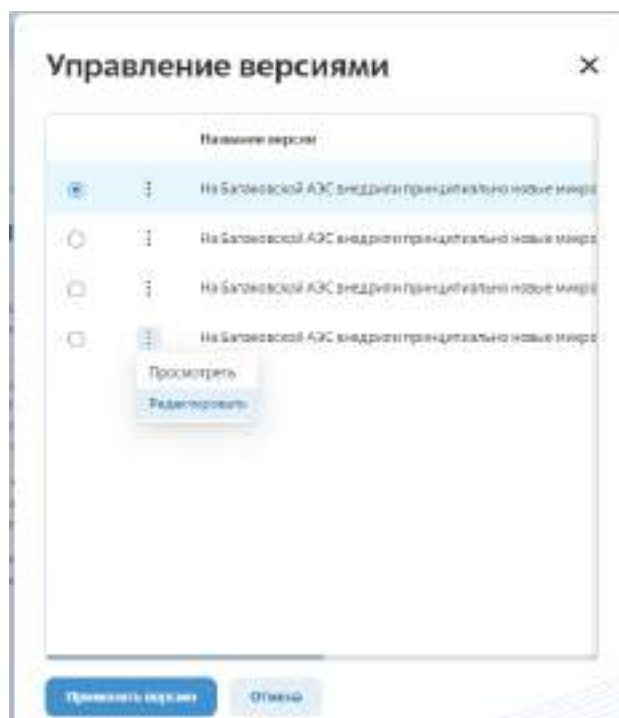 Управление версиями
Название версии
На Балаковской АЭС внедрили принципиально новые микро
На Балаковской АЭС внедрили принципиально новые микро
На Балаковской АЭС внедрили принципиально новые микро
На Балаковской АЭС внедрили принципиально новые микро
Просмотреть
Редактировать
Применить версию
Отмена